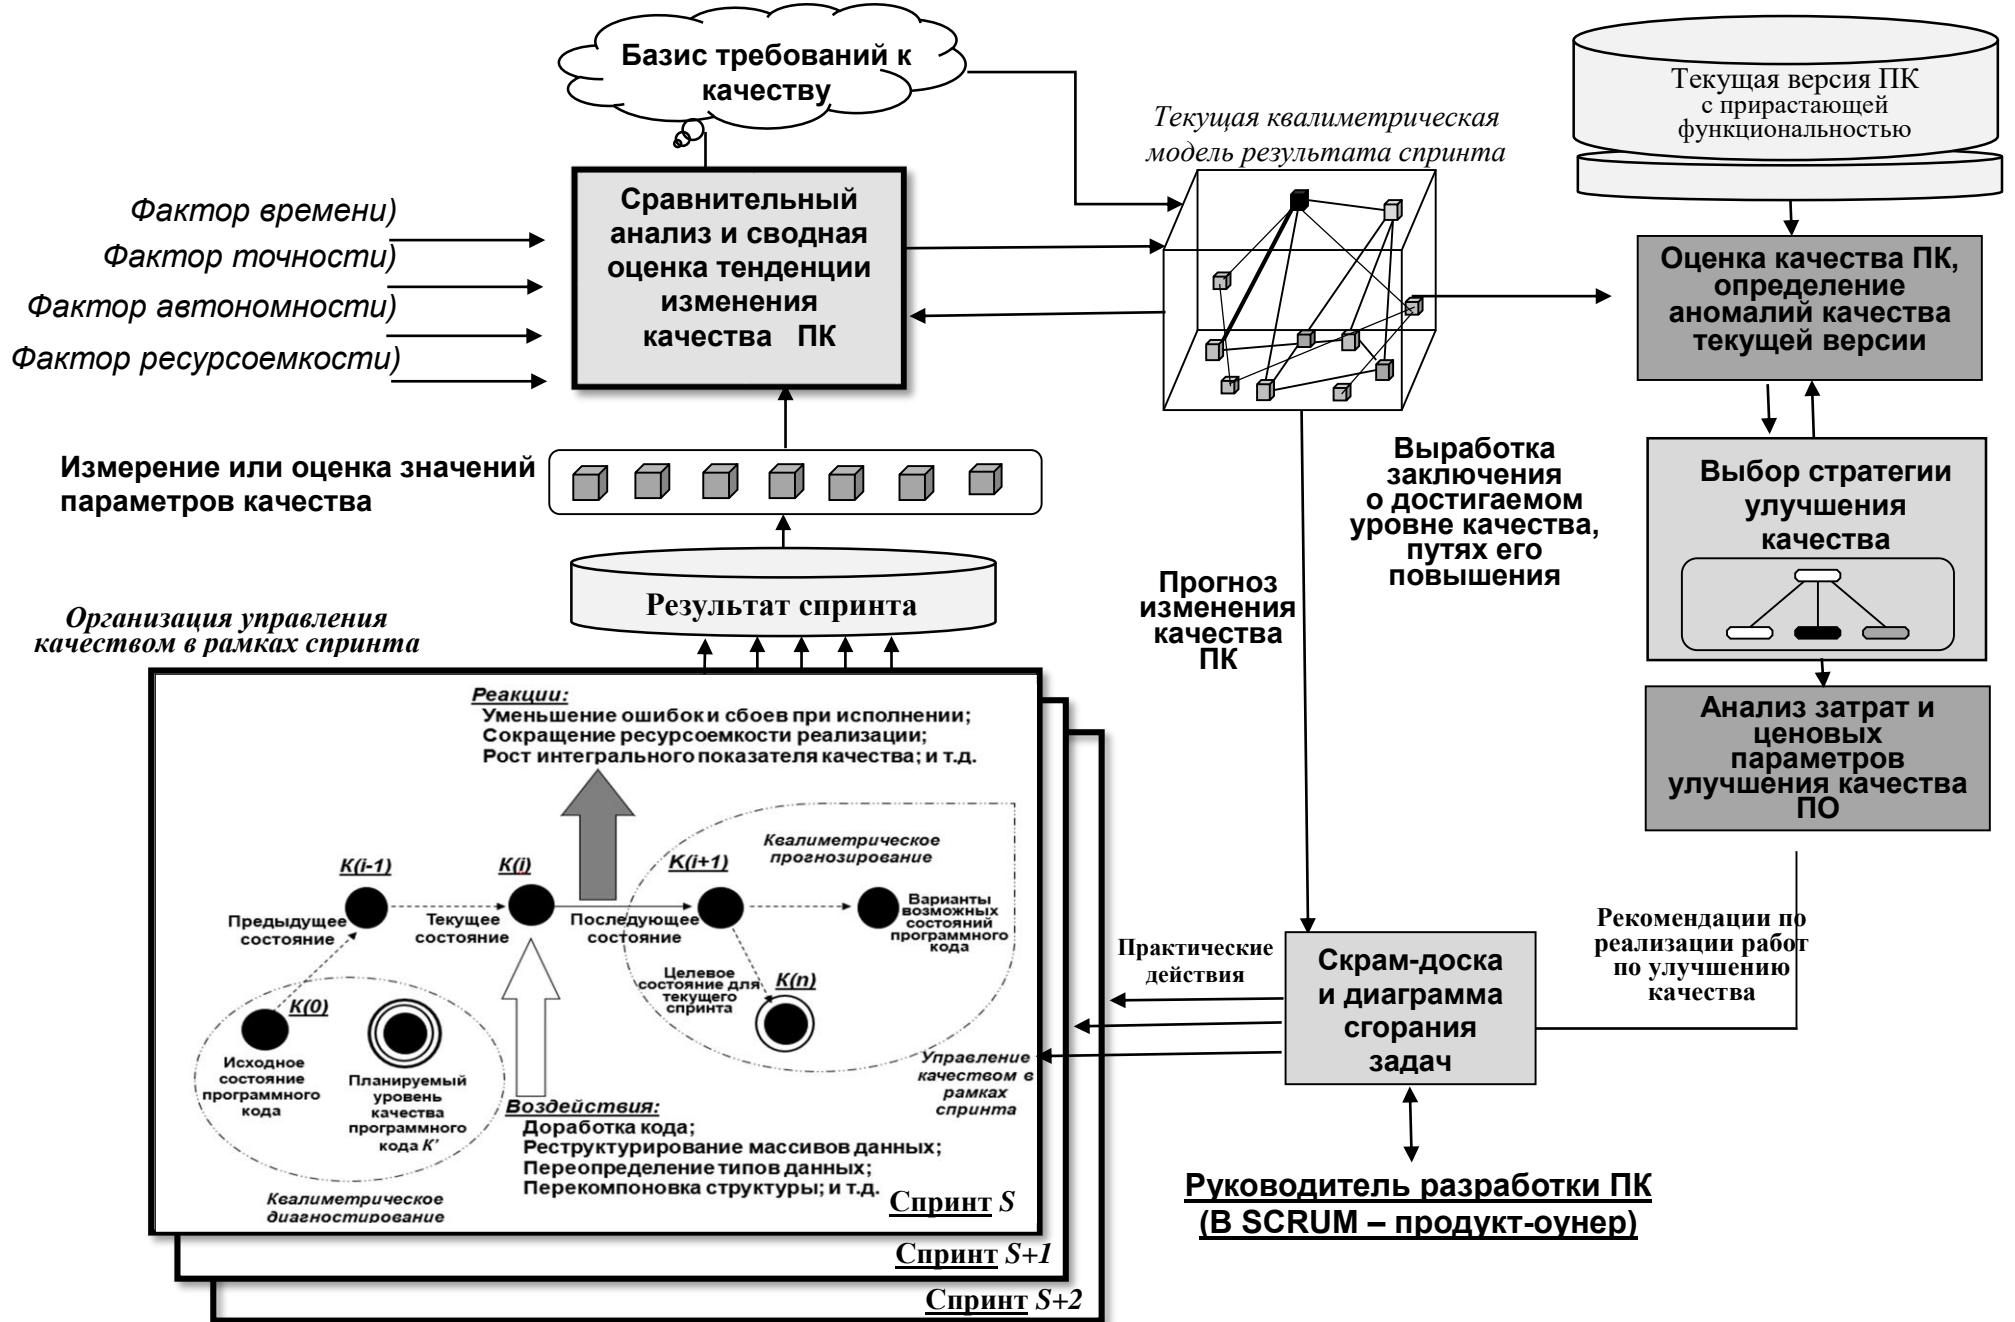 Базис требований к
качеству
Текущая версия ПК
с прирастающей
функциональностью
Текущая квалиметрическая
модель результата спринта
Фактор времени)
Фактор точности)
Фактор автономности)
Фактор ресурсоемкости)
Сравнительный
анализ и сводная
оценка тенденции
изменения
качества ПК
Оценка качества ПК,
определение
аномалий качества
текущей версии
Измерение или оценка значений
параметров качества
Выработка
заключения
о достигаемом
уровне качества,
путях его
повышения
Выбор стратегии
улучшения
качества
Результат спринта
Прогноз
изменения
качества
ПК
Организация управления
качеством в рамках спринта
Анализ затрат и
ценовых
параметров
улучшения качества
ПО
Реакции:
Уменьшение ошибок и сбоев при исполнении;
Сокращение ресурсоемкости реализации;
Рост интегрального показателя качества; и т.д.
Квалиметрическое
прогнозирование
K(i-1)
K(i)
K(i+1)
Предыдущее
состояние
Текущее
состояние
Последующее
состояние
Варианты
возможных
состояний
программного
кода
Целевое
состояние для
текущего
спринта
K(n)
K(0)
Исходное
состояние
программного
кода
Планируемый
уровень
качества
программного
кода K'
Управление
качеством в
рамках
спринта
Воздействия:
Доработка кода;
Реструктурирование массивов данных;
Переопределение типов данных;
Перекомпоновка структуры; и т.д.
Квалиметрическое
диагностирование
Спринт S
Спринт S+1
Спринт S+2
Практические
действия
Скрам-доска
и диаграмма
сгорания
задач
Рекомендации по
реализации работ
по улучшению
качества
Руководитель разработки ПК
(В SCRUM – продукт-оунер)